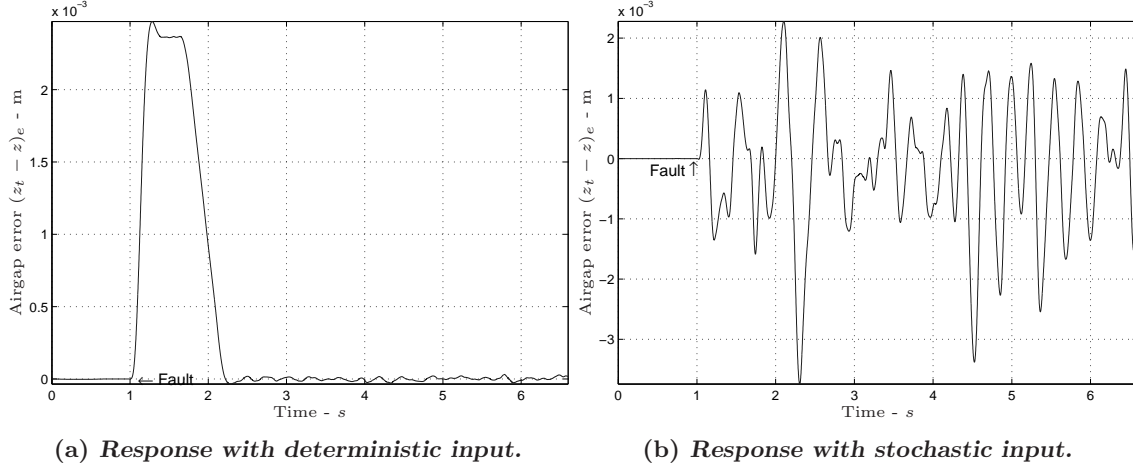 x 10⁻³
2
1.5
1
0.5
0
0 1 2 3 4 5 6
Airgap error (z_t − z)_e - m
← Fault
Time - s
(a) Response with deterministic input.
x 10⁻³
2
1
0
−1
−2
−3
0 1 2 3 4 5 6
Airgap error (z_t − z)_e - m
Fault ↑
Time - s
(b) Response with stochastic input.